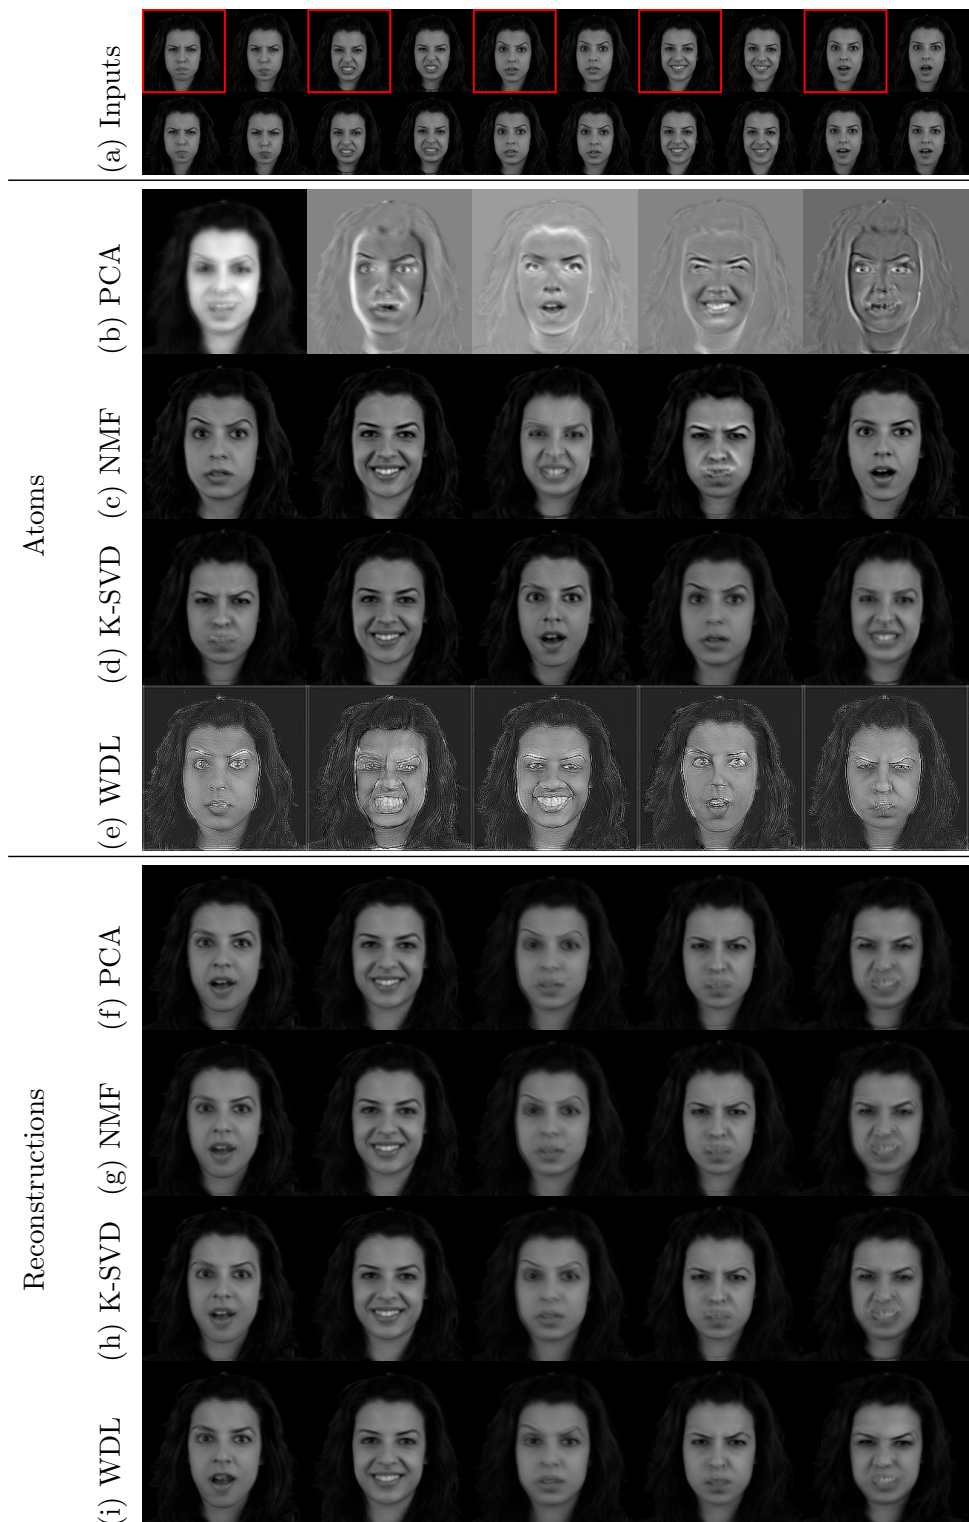 (a) Inputs
Atoms
(b) PCA
(c) NMF
(d) K-SVD
(e) WDL
Reconstructions
(f) PCA
(g) NMF
(h) K-SVD
(i) WDL